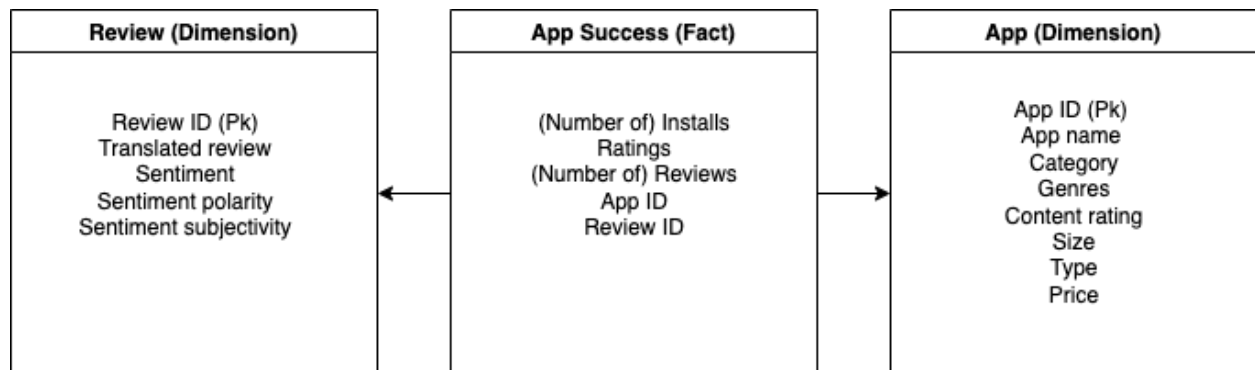 Review (Dimension)
Review ID (Pk)
Translated review
Sentiment
Sentiment polarity
Sentiment subjectivity
App Success (Fact)
(Number of) Installs
Ratings
(Number of) Reviews
App ID
Review ID
App (Dimension)
App ID (Pk)
App name
Category
Genres
Content rating
Size
Type
Price